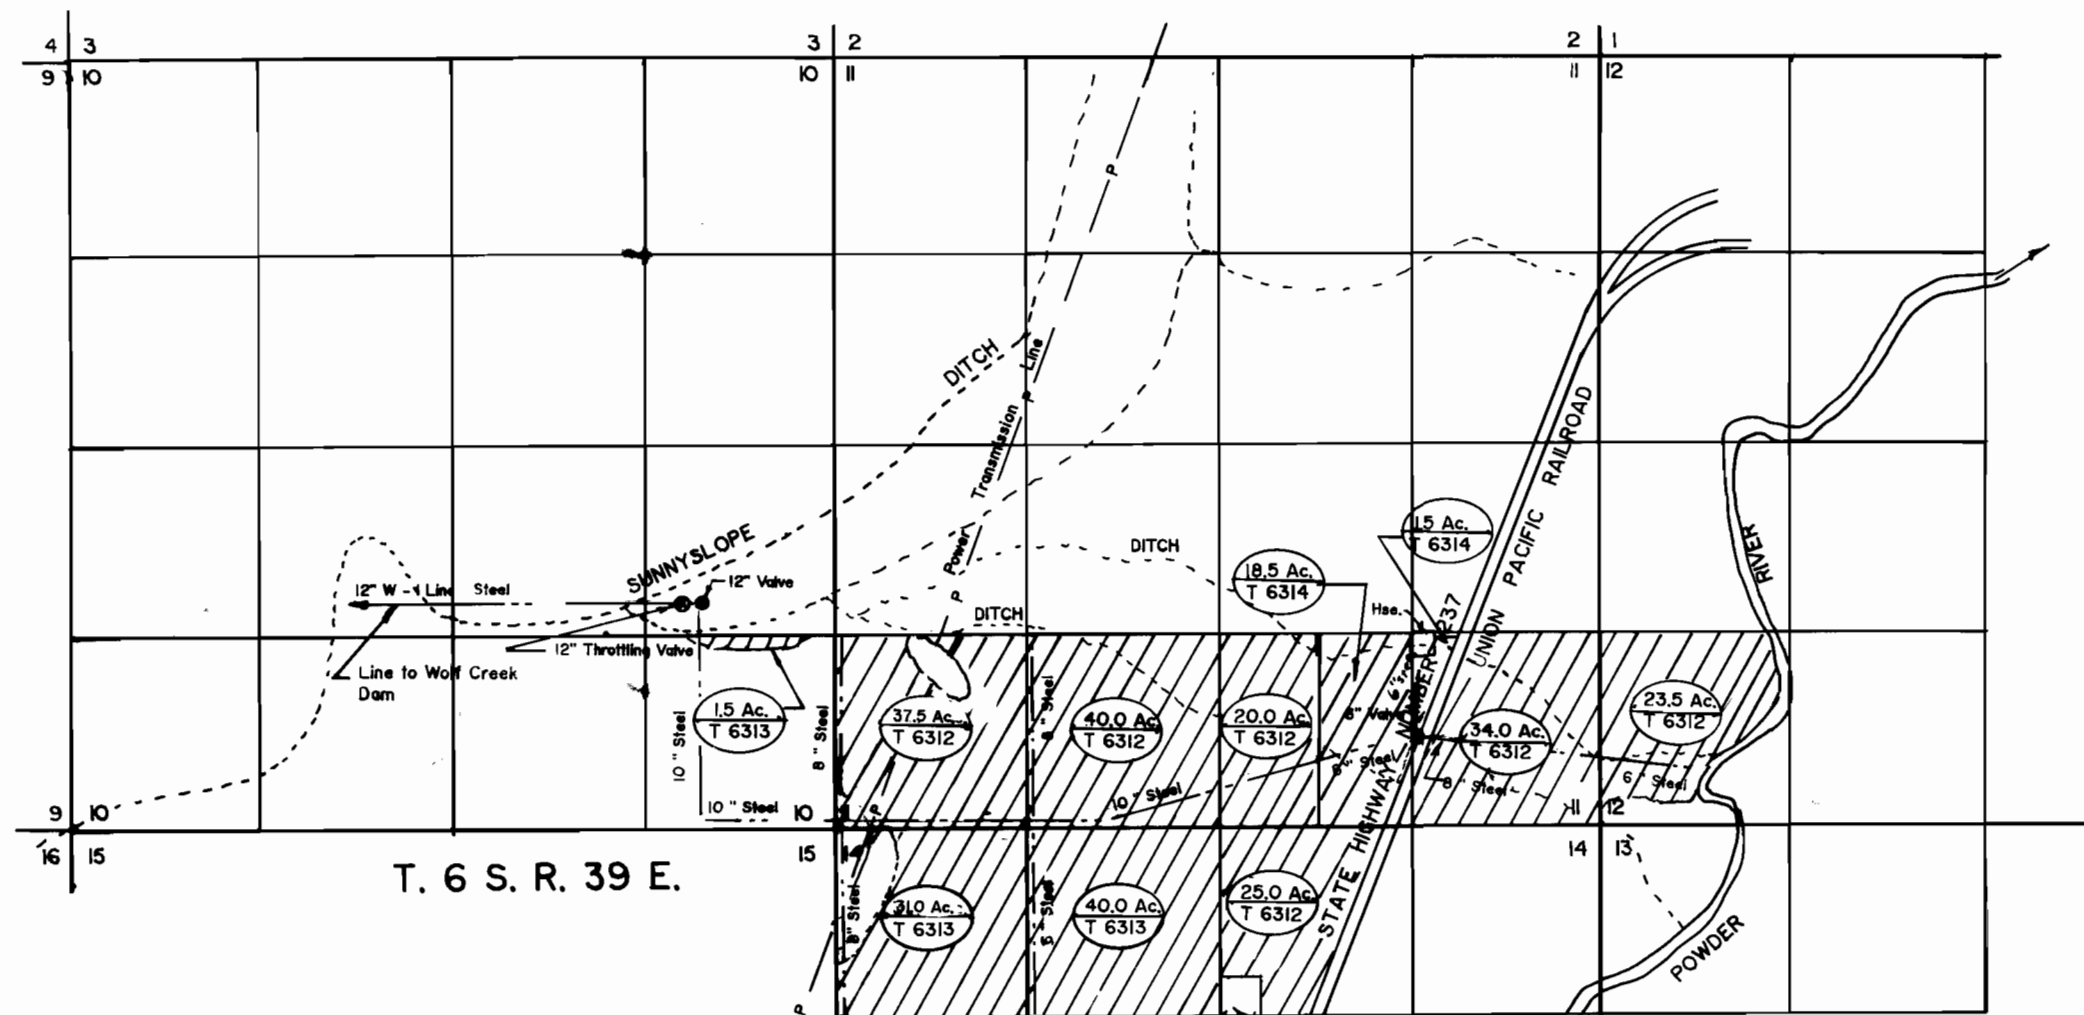 4 3
3 2
2 1
9 10
10 11
11 12
P
DITCH
Line
P
Transmission
Power
P
RAILROAD
PACIFIC
UNION
RIVER
SUNNYSLOPE
12" Valve
12" W - Line Steel
12" Throttling Valve
Line to Wolf Creek
Dam
DITCH
DITCH
1.5 Ac.
T 6314
18.5 Ac.
T 6314
Hse.
237
NUMBER
STATE HIGHWAY
1.5 Ac.
T 6313
37.5 Ac.
T 6312
40.0 Ac.
T 6312
20.0 Ac.
T 6312
34.0 Ac.
T 6312
23.5 Ac.
T 6312
10" Steel
8" Steel
8" Steel
8" Valve
8" Steel
8" Steel
6" Steel
10" Steel
10" Steel
9 10
10
11 12
16 15
15 14
14 13
T. 6 S. R. 39 E.
8" Steel
31.0 Ac.
T 6313
Steel
40.0 Ac.
T 6313
25.0 Ac.
T 6312
P
P
POWDER